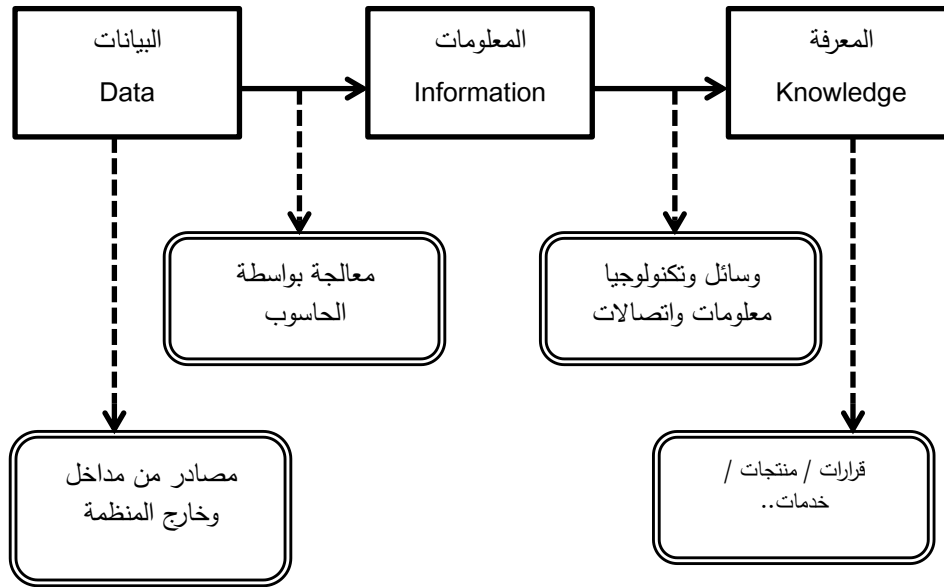 البيانات
Data
المعلومات
Information
المعرفة
Knowledge
معالجة بواسطة
الحاسوب
وسائل وتكنولوجيا
معلومات واتصالات
مصادر من مداخل
وخارج المنظمة
قرارات / منتجات /
خدمات..